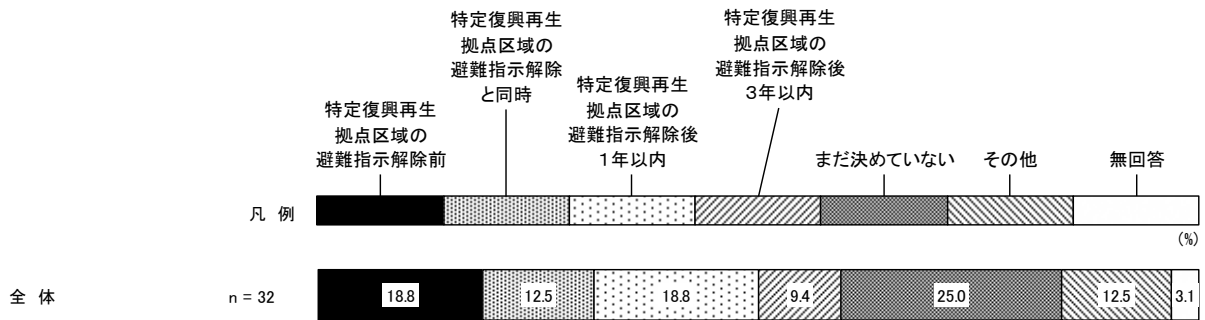 特定復興再生
拠点区域の
避難指示解除前
特定復興再生
拠点区域の
避難指示解除
と同時
特定復興再生
拠点区域の
避難指示解除後
1年以内
特定復興再生
拠点区域の
避難指示解除後
3年以内
まだ決めていない
その他
無回答
凡 例
(%)
全 体 n = 32 18.8 12.5 18.8 9.4 25.0 12.5 3.1